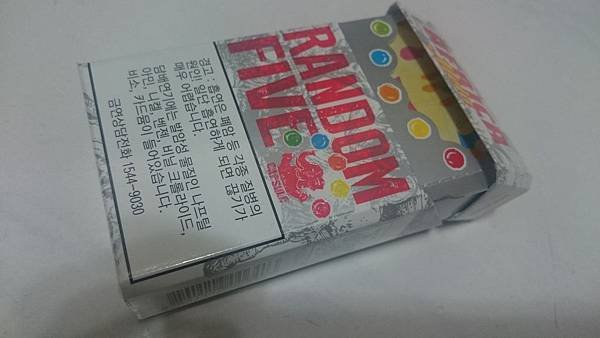 RANDOM
FIVE
경고 : 흡연은 폐암 등 각종 질병의
원인! 일단 흡연하게 되면 끊기가
매우 어렵습니다.
담배연기에는 발암성 물질인 나프틸
아민, 니켈, 벤젠, 비닐 크롤라이드,
비소, 카드뮴이 들어있습니다.
금연상담전화 1544-9030